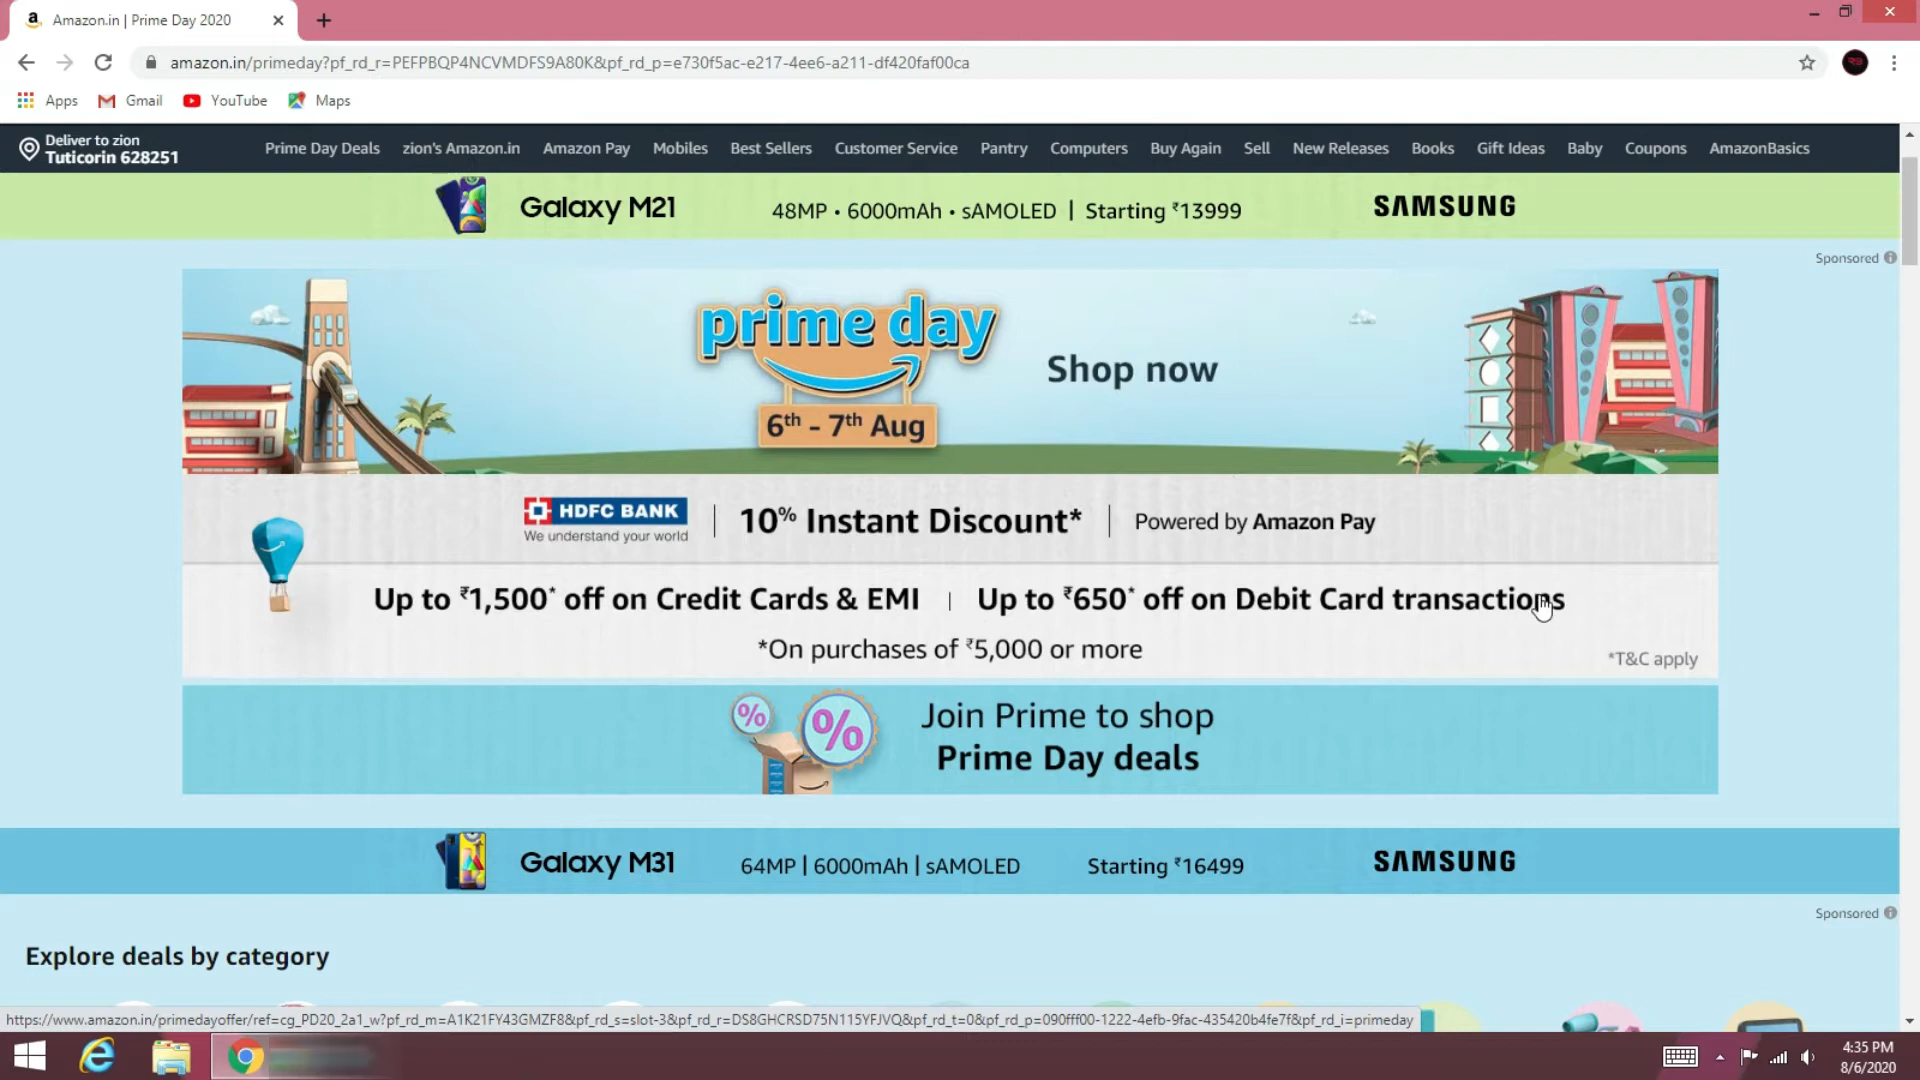 Amazon.in | Prime Day 2020
amazon.in/primeday?pf_rd_r=PEFPBQP4NCVMDFS9A80K&pf_rd_p=e730f5ac-e217-4ee6-a211-df420faf00ca
Apps Gmail YouTube Maps
Deliver to zion
Tuticorin 628251
Prime Day Deals zion's Amazon.in Amazon Pay Mobiles Best Sellers Customer Service Pantry Computers Buy Again Sell New Releases Books Gift Ideas Baby Coupons AmazonBasics
Galaxy M21 48MP • 6000mAh • sAMOLED | Starting ₹13999 SAMSUNG
Sponsored
prime day
Shop now
6th - 7th Aug
HDFC BANK
We understand your world
10% Instant Discount* | Powered by Amazon Pay
Up to ₹1,500* off on Credit Cards & EMI | Up to ₹650* off on Debit Card transactions
*On purchases of ₹5,000 or more
*T&C apply
% %
Join Prime to shop
Prime Day deals
Galaxy M31 64MP | 6000mAh | sAMOLED Starting ₹16499 SAMSUNG
Sponsored
Explore deals by category
https://www.amazon.in/primedayoffer/ref=cg_PD20_2a1_w?pf_rd_m=A1K21FY43GMZF8&pf_rd_s=slot-3&pf_rd_r=DS8GHCRSD75N115YFJVQ&pf_rd_t=0&pf_rd_p=090fff00-1222-4efb-9fac-435420b4fe7f&pf_rd_i=primeday
4:35 PM
8/6/2020